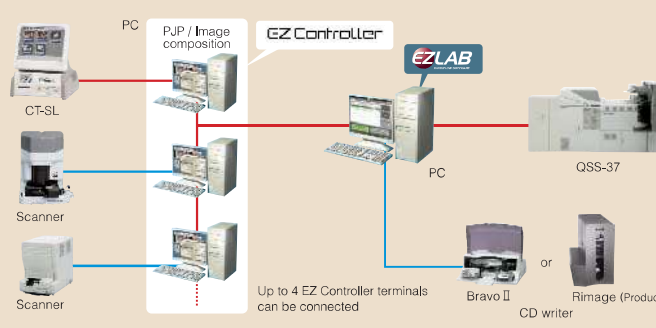 PC
PJP / Image
composition
EZ Controller
EZLAB
CT-SL
Scanner
Scanner
PC
QSS-37
Up to 4 EZ Controller terminals
can be connected
Bravo II
or
Rimage (Produc
CD writer